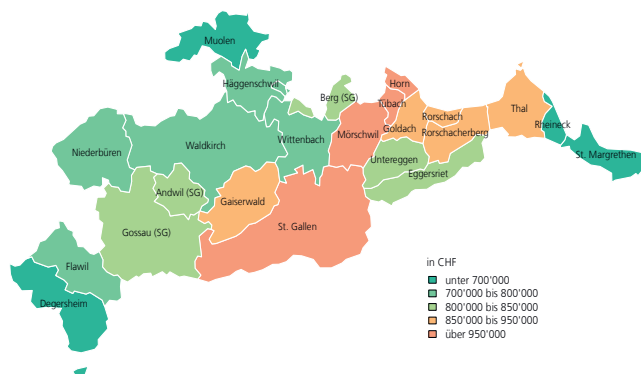 Muolen
Häggenschwil
Berg (SG)
Horn
Tübach
Thal
Rorschach
Goldach
Rheineck
Rorschacherberg
Mörschwil
Wittenbach
Waldkirch
Niederbüren
St. Margrethen
Untereggen
Eggersriet
Andwil (SG)
Gaiserwald
St. Gallen
Gossau (SG)
Flawil
Degersheim
in CHF
unter 700'000
700'000 bis 800'000
800'000 bis 850'000
850'000 bis 950'000
über 950'000